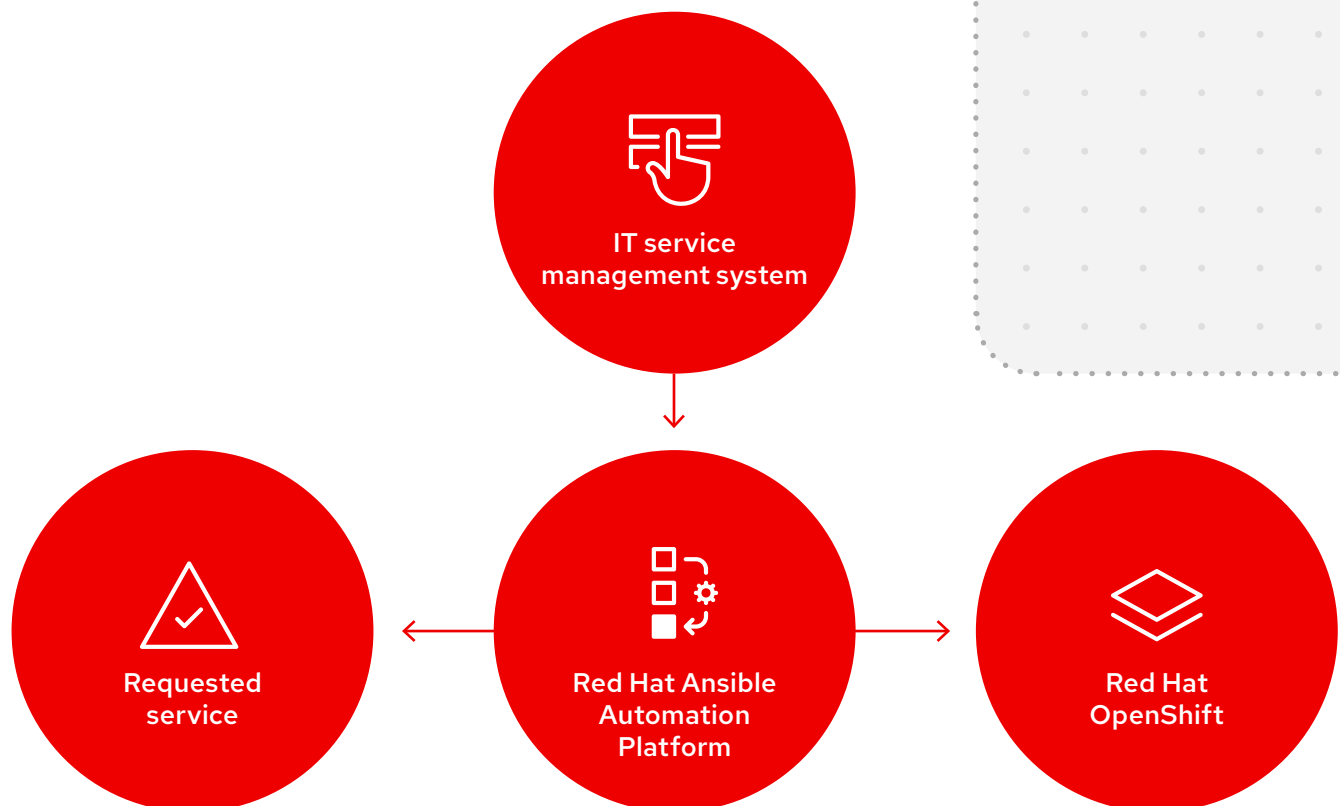 IT service
management system
Requested
service
Red Hat Ansible
Automation
Platform
Red Hat
OpenShift